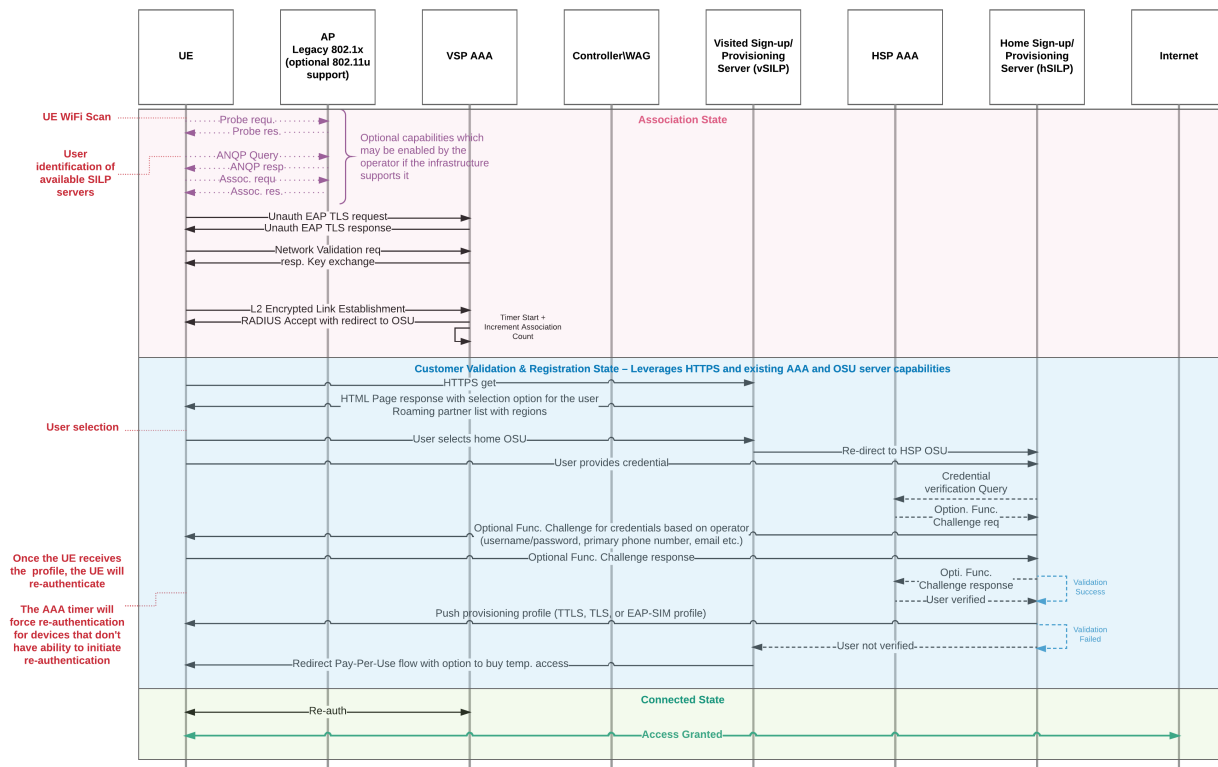 UE
AP
Legacy 802.1x
(optional 802.11u
support)
VSP AAA
Controller\WAG
Visited Sign-up/
Provisioning
Server (vSILP)
HSP AAA
Home Sign-up/
Provisioning
Server (hSILP)
Internet
Association State
UE WiFi Scan
Probe requ.
Probe res.
User
identification of
available SILP
servers
ANQP Query
ANQP resp
Assoc. requ
Assoc. res.
Optional capabilities which
may be enabled by the
operator if the infrastructure
supports it
Unauth EAP TLS request
Unauth EAP TLS response
Network Validation req
resp. Key exchange
L2 Encrypted Link Establishment
RADIUS Accept with redirect to OSU
Timer Start +
Increment Association
Count
Customer Validation & Registration State – Leverages HTTPS and existing AAA and OSU server capabilities
HTTPS get
HTML Page response with selection option for the user
Roaming partner list with regions
User selection
User selects home OSU
Re-direct to HSP OSU
User provides credential
Credential
verification Query
Option. Func.
Challenge req
Optional Func. Challenge for credentials based on operator
(username/password, primary phone number, email etc.)
Optional Func. Challenge response
Once the UE receives
the profile, the UE will
re-authenticate
Opti. Func.
Challenge response
Validation
Success
User verified
The AAA timer will
force re-authentication
for devices that don't
have ability to initiate
re-authentication
Push provisioning profile (TTLS, TLS, or EAP-SIM profile)
Validation
Failed
User not verified
Redirect Pay-Per-Use flow with option to buy temp. access
Connected State
Re-auth
Access Granted